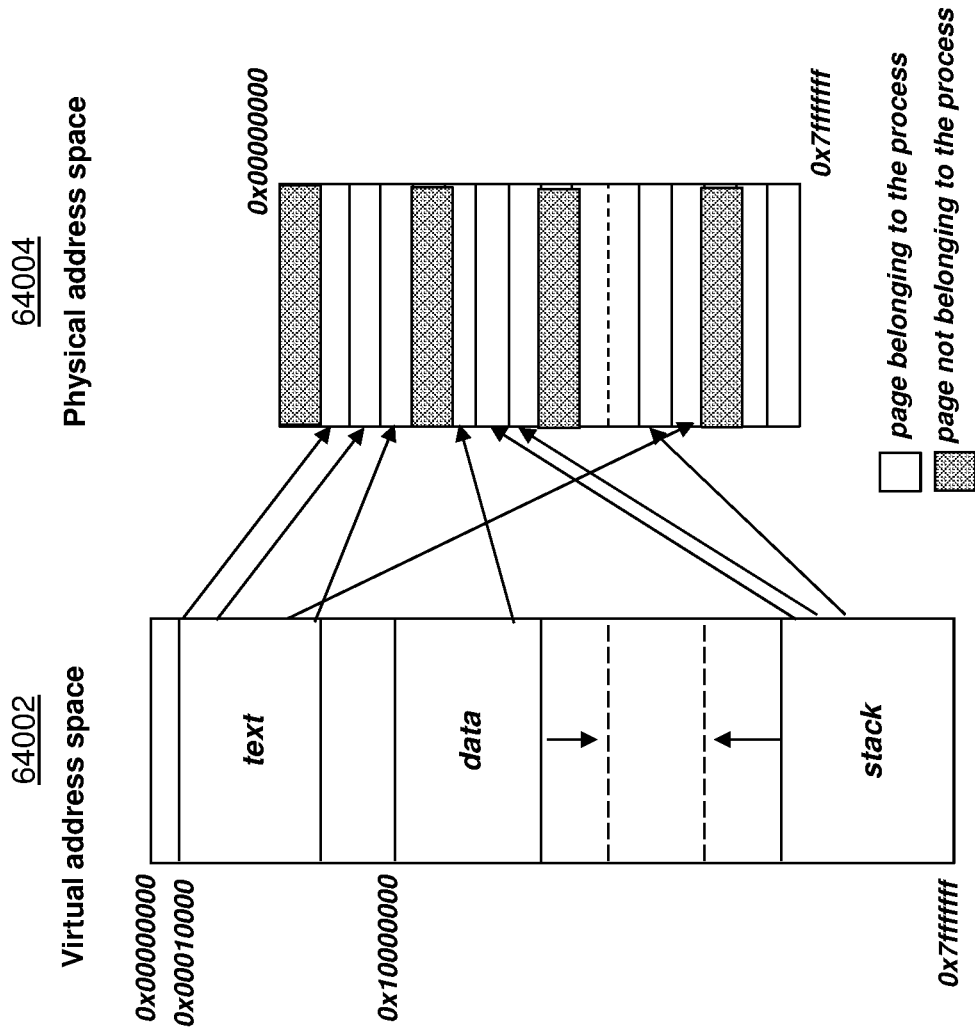 64002
Virtual address space
0x00000000
0x00010000
text
0x10000000
data
stack
0x7fffffff
64004
Physical address space
0x00000000
0x7fffffff
page belonging to the process
page not belonging to the process